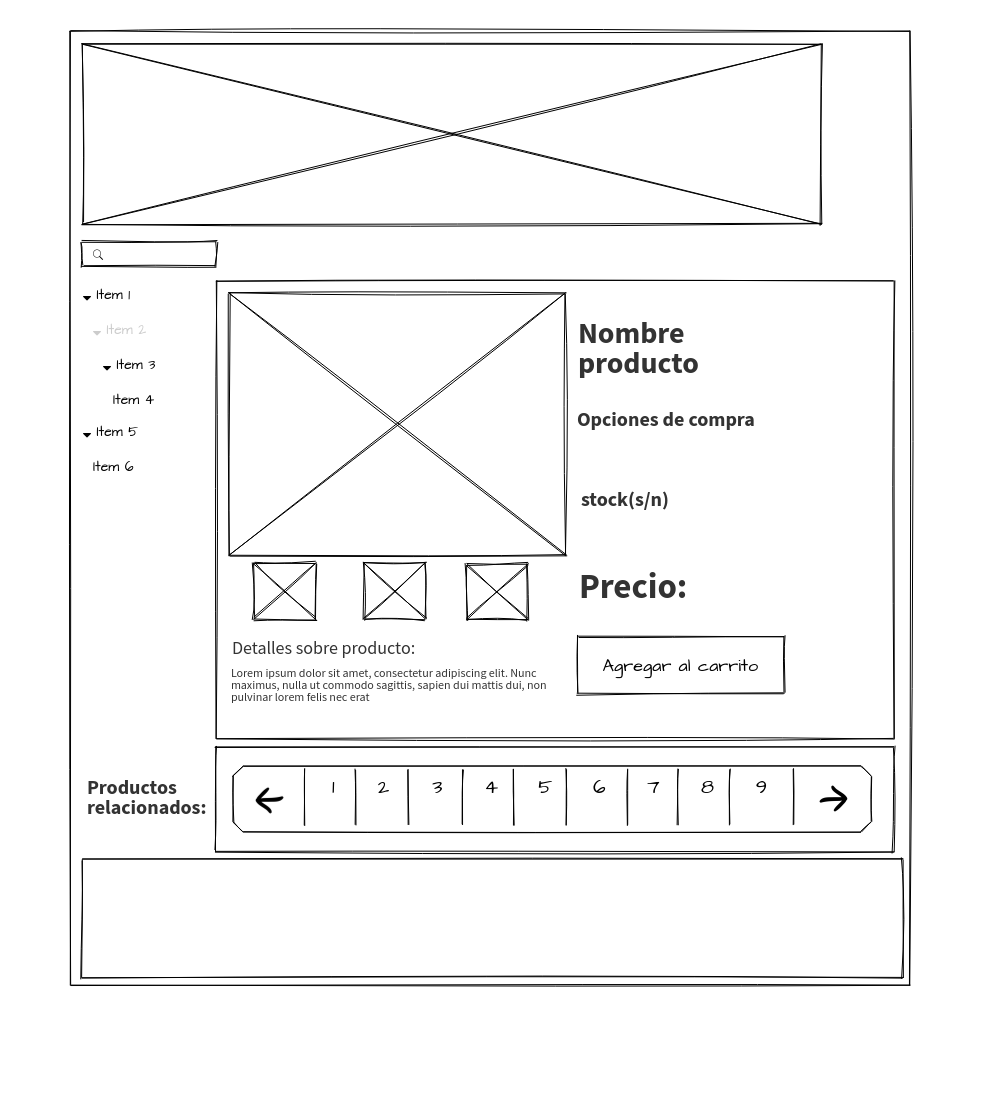 Item 1
Item 2
Item 3
Item 4
Item 5
Item 6
Nombre
producto
Opciones de compra
stock(s/n)
Precio:
Agregar al carrito
Detalles sobre producto:
Lorem ipsum dolor sit amet, consectetur adipiscing elit. Nunc
maximus, nulla ut commodo sagittis, sapien dui mattis dui, non
pulvinar lorem felis nec erat
Productos
relacionados:
1 2 3 4 5 6 7 8 9